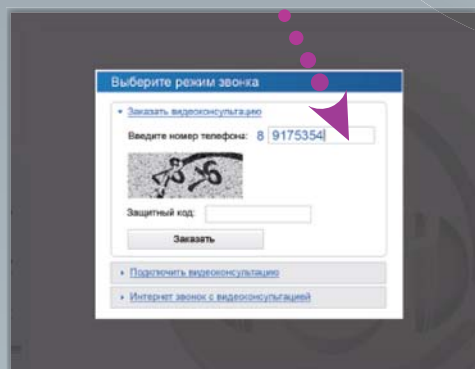 Выберите режим звонка
Заказать видеоконсультацию
Введите номер телефона: 8 9175354
Защитный код:
Заказать
Подключить видеоконсультацию
Интернет звонок с видеоконсультацией